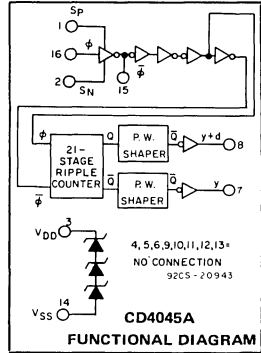 Sp
1
16 φ
2
SN
15
φ̅
φ 21- Q P. W. Q̅ y+d 8
STAGE SHAPER
RIPPLE
COUNTER Q̅ P. W. Q y 7
φ̅ SHAPER
3
VDD
4,5,6,9,10,11,12,13=
NO CONNECTION
92CS-20943
14
VSS
CD4045A
FUNCTIONAL DIAGRAM